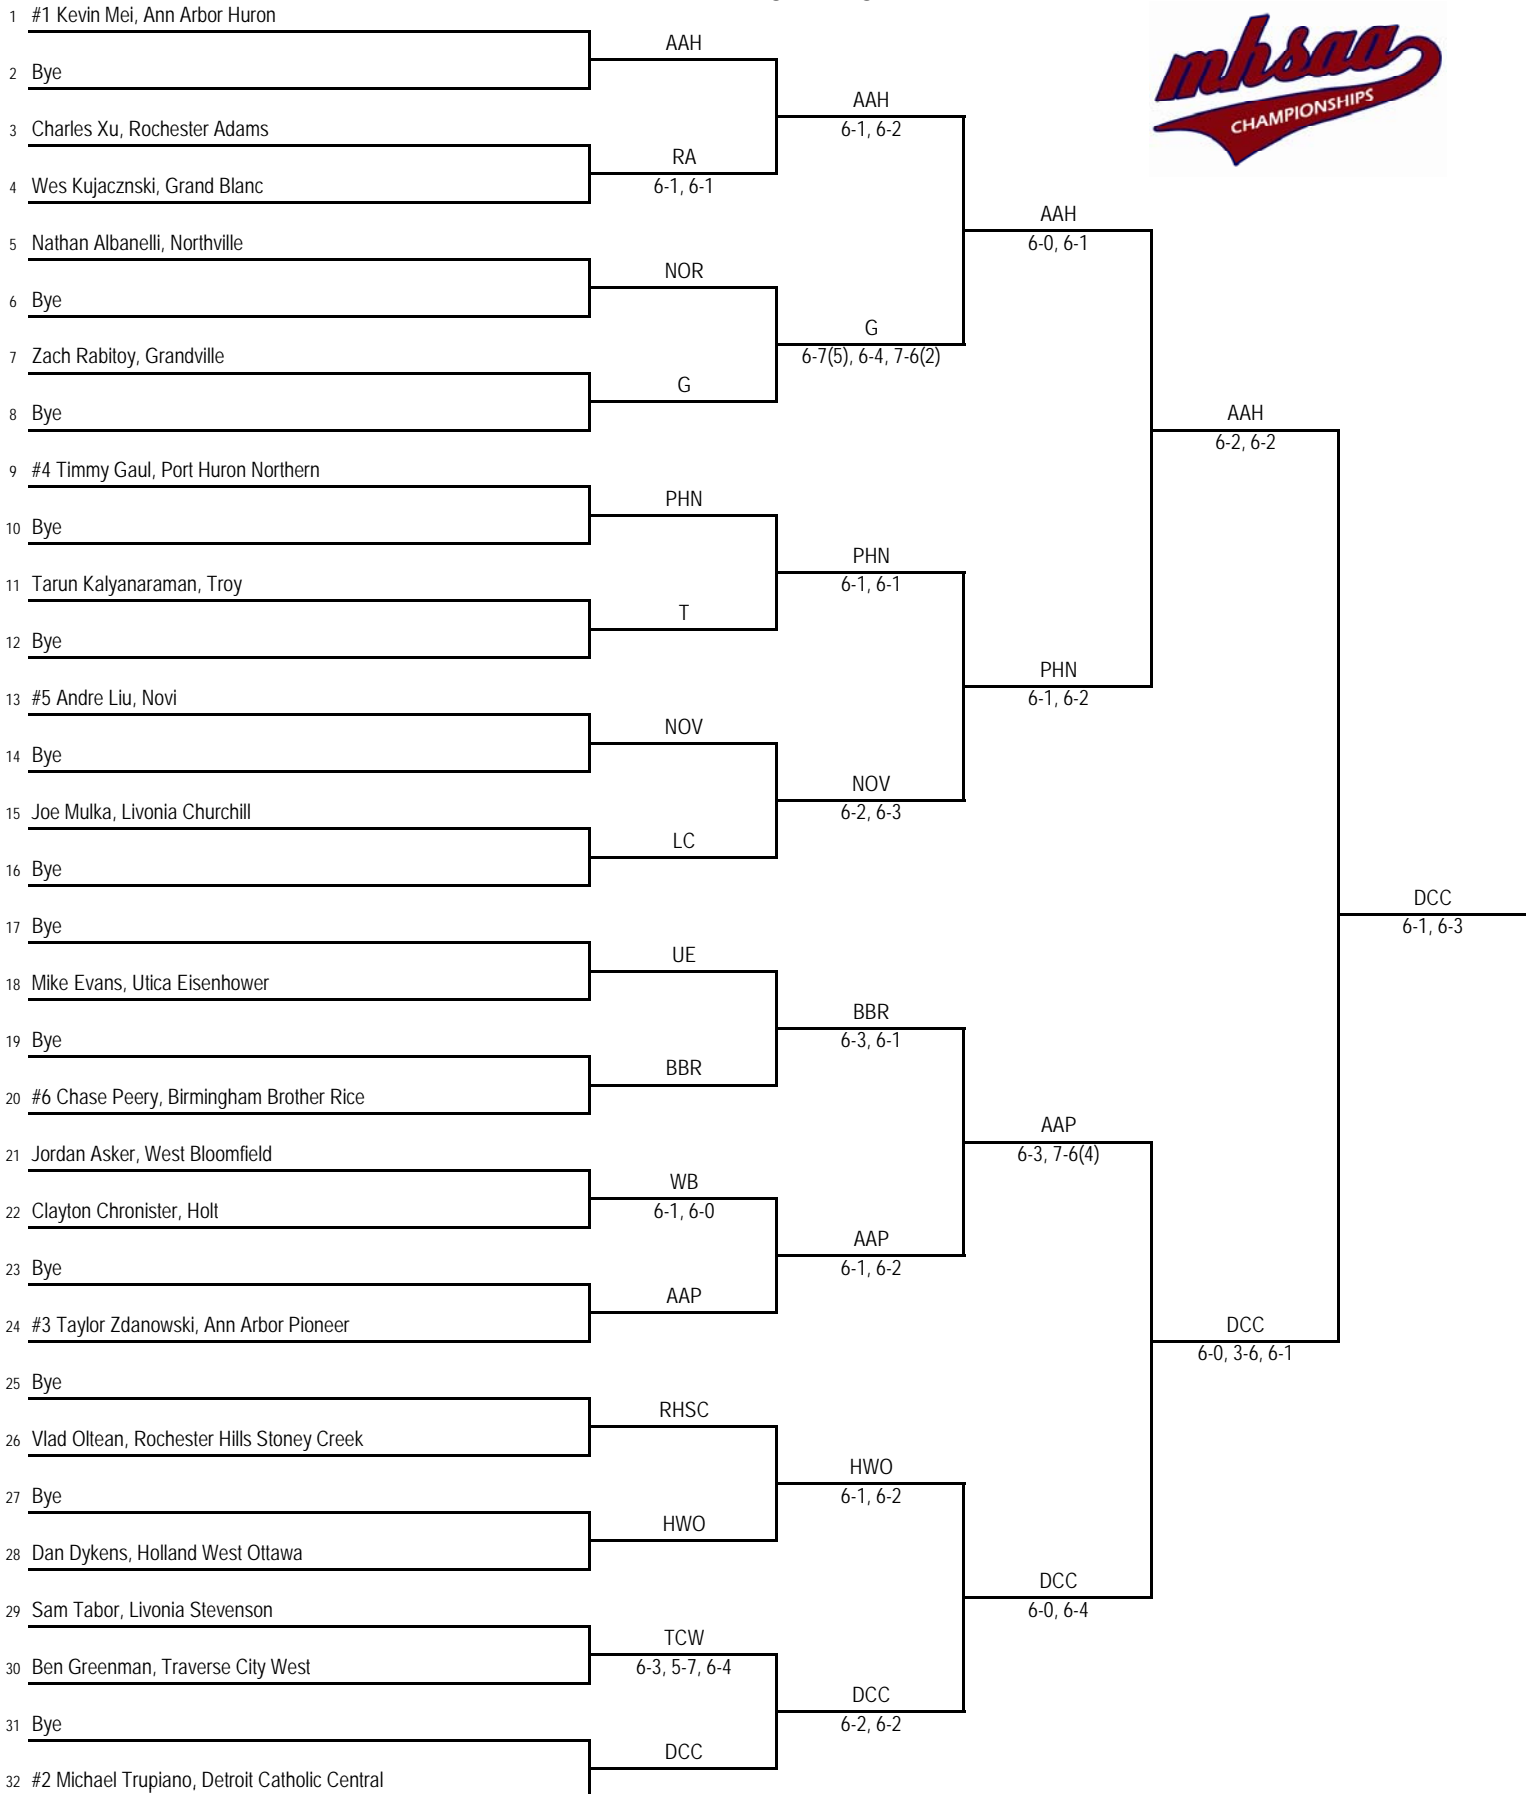 1 #1 Kevin Mei, Ann Arbor Huron
AAH
2 Bye
AAH
6-1, 6-2
3 Charles Xu, Rochester Adams
RA
6-1, 6-1
4 Wes Kujacznski, Grand Blanc
AAH
6-0, 6-1
5 Nathan Albanelli, Northville
NOR
6 Bye
G
6-7(5), 6-4, 7-6(2)
7 Zach Rabitoy, Grandville
G
8 Bye
AAH
6-2, 6-2
9 #4 Timmy Gaul, Port Huron Northern
PHN
10 Bye
PHN
6-1, 6-1
11 Tarun Kalyanaraman, Troy
T
12 Bye
PHN
6-1, 6-2
13 #5 Andre Liu, Novi
NOV
14 Bye
NOV
6-2, 6-3
15 Joe Mulka, Livonia Churchill
LC
16 Bye
DCC
6-1, 6-3
17 Bye
UE
18 Mike Evans, Utica Eisenhower
BBR
6-3, 6-1
19 Bye
BBR
20 #6 Chase Peery, Birmingham Brother Rice
AAP
6-3, 7-6(4)
21 Jordan Asker, West Bloomfield
WB
6-1, 6-0
22 Clayton Chronister, Holt
AAP
6-1, 6-2
23 Bye
AAP
24 #3 Taylor Zdanowski, Ann Arbor Pioneer
DCC
6-0, 3-6, 6-1
25 Bye
RHSC
26 Vlad Oltean, Rochester Hills Stoney Creek
HWO
6-1, 6-2
27 Bye
HWO
28 Dan Dykens, Holland West Ottawa
DCC
6-0, 6-4
29 Sam Tabor, Livonia Stevenson
TCW
6-3, 5-7, 6-4
30 Ben Greenman, Traverse City West
DCC
6-2, 6-2
31 Bye
DCC
32 #2 Michael Trupiano, Detroit Catholic Central
mhsaa
CHAMPIONSHIPS